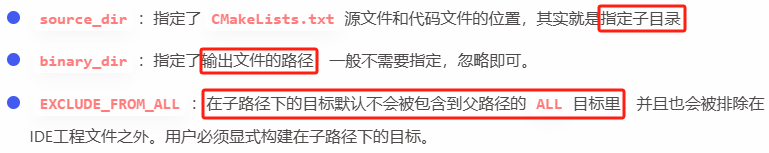 source_dir ：指定了 CMakeLists.txt 源文件和代码文件的位置，其实就是指定子目录
binary_dir ：指定了输出文件的路径 一般不需要指定，忽略即可。
EXCLUDE_FROM_ALL ：在子路径下的目标默认不会被包含到父路径的 ALL 目标里 并且也会被排除在
IDE工程文件之外。用户必须显式构建在子路径下的目标。